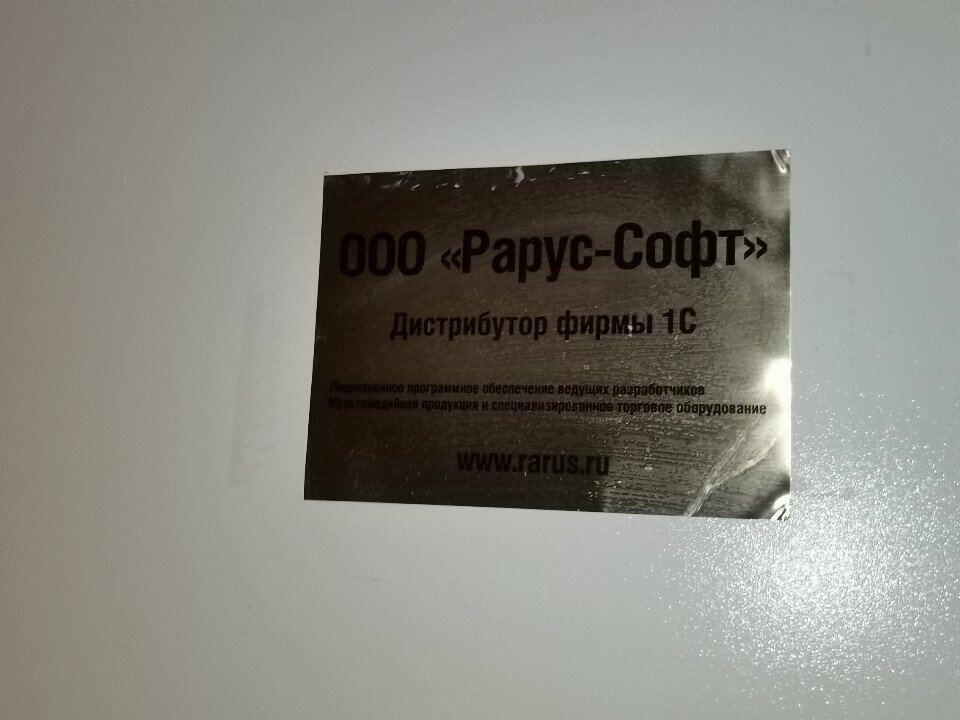 ООО «Рарус-Софт»
Дистрибутор фирмы 1С
Лицензионное программное обеспечение ведущих разработчиков
Мультимедийная продукция и специализированное торговое оборудование
www.rarus.ru